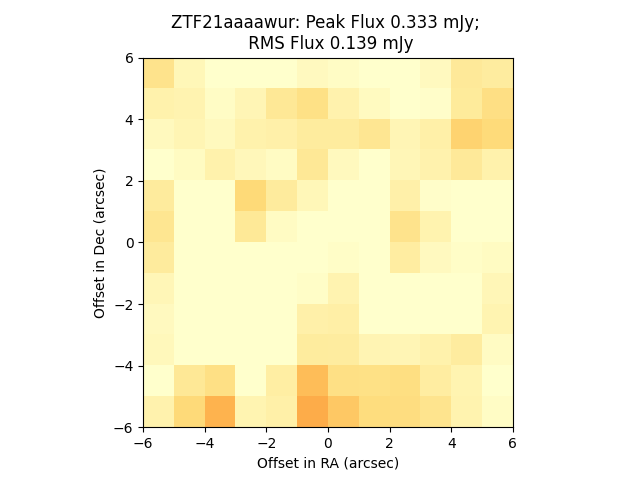 ZTF21aaaawur: Peak Flux 0.333 mJy;
RMS Flux 0.139 mJy
6
4
2
0
−2
−4
−6
Offset in Dec (arcsec)
−6 −4 −2 0 2 4 6
Offset in RA (arcsec)